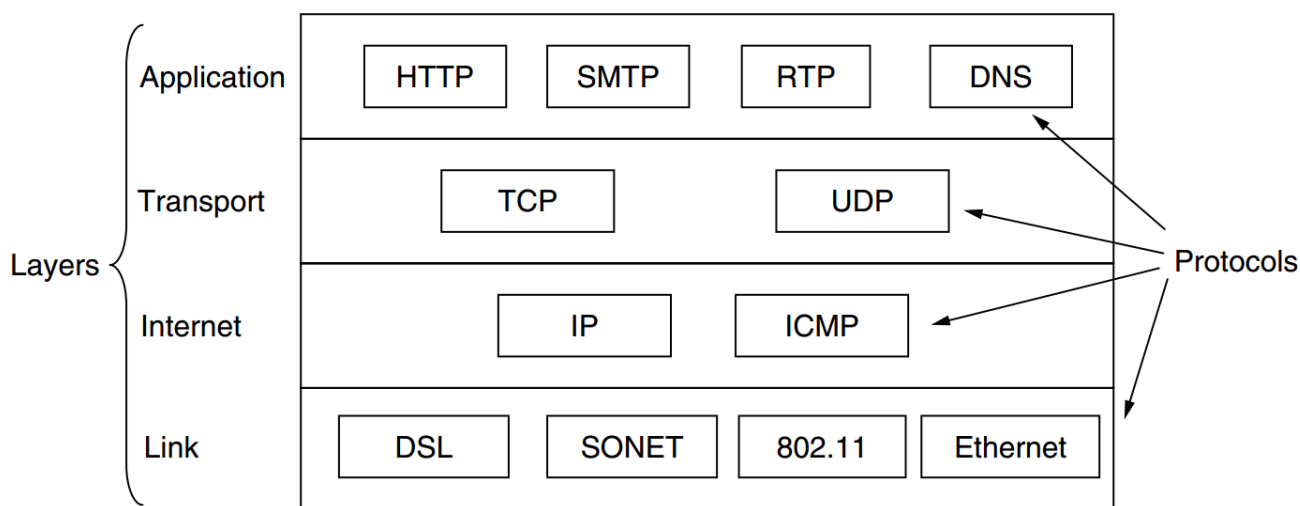 Application HTTP SMTP RTP DNS
Transport TCP UDP
Layers Protocols
Internet IP ICMP
Link DSL SONET 802.11 Ethernet